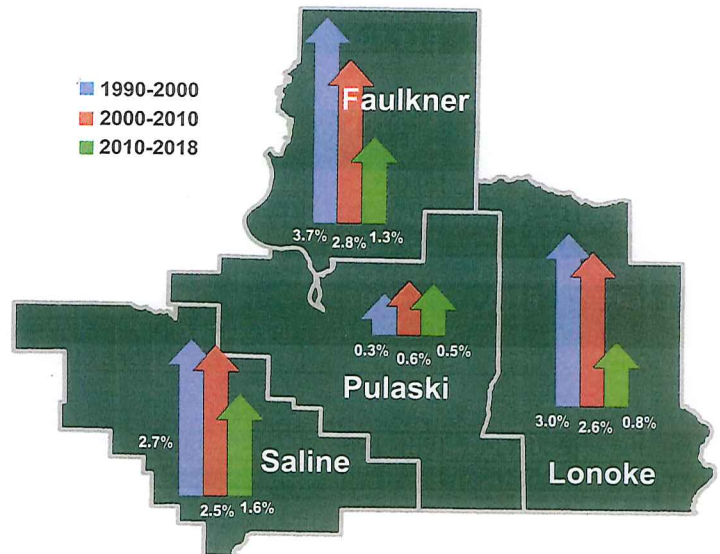 1990-2000
2000-2010
2010-2018
Faulkner
3.7% 2.8% 1.3%
0.3% 0.6% 0.5%
Pulaski
2.7%
2.5% 1.6%
Saline
3.0% 2.6% 0.8%
Lonoke